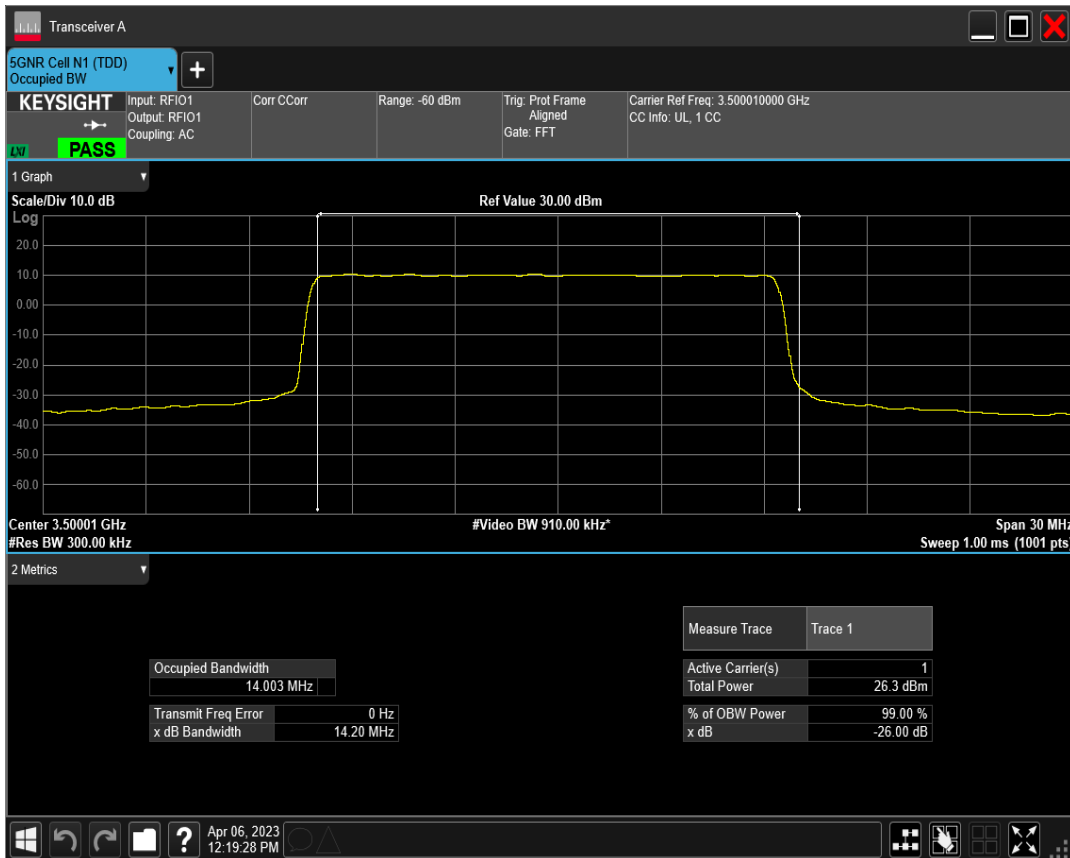 Transceiver A
5GNR Cell N1 (TDD)
Occupied BW
+
KEYSIGHT
LXI
PASS
Input: RFIO1
Output: RFIO1
Coupling: AC
Corr CCorr
Range: -60 dBm
Trig: Prot Frame
Aligned
Gate: FFT
Carrier Ref Freq: 3.500010000 GHz
CC Info: UL, 1 CC
1 Graph
Scale/Div 10.0 dB
Ref Value 30.00 dBm
Log
20.0
10.0
0.00
-10.0
-20.0
-30.0
-40.0
-50.0
-60.0
Center 3.50001 GHz
#Video BW 910.00 kHz*
Span 30 MHz
#Res BW 300.00 kHz
Sweep 1.00 ms (1001 pts)
2 Metrics
Measure Trace Trace 1
Occupied Bandwidth
14.003 MHz
Transmit Freq Error 0 Hz
x dB Bandwidth 14.20 MHz
Active Carrier(s) 1
Total Power 26.3 dBm
% of OBW Power 99.00 %
x dB -26.00 dB
?
Apr 06, 2023
12:19:28 PM